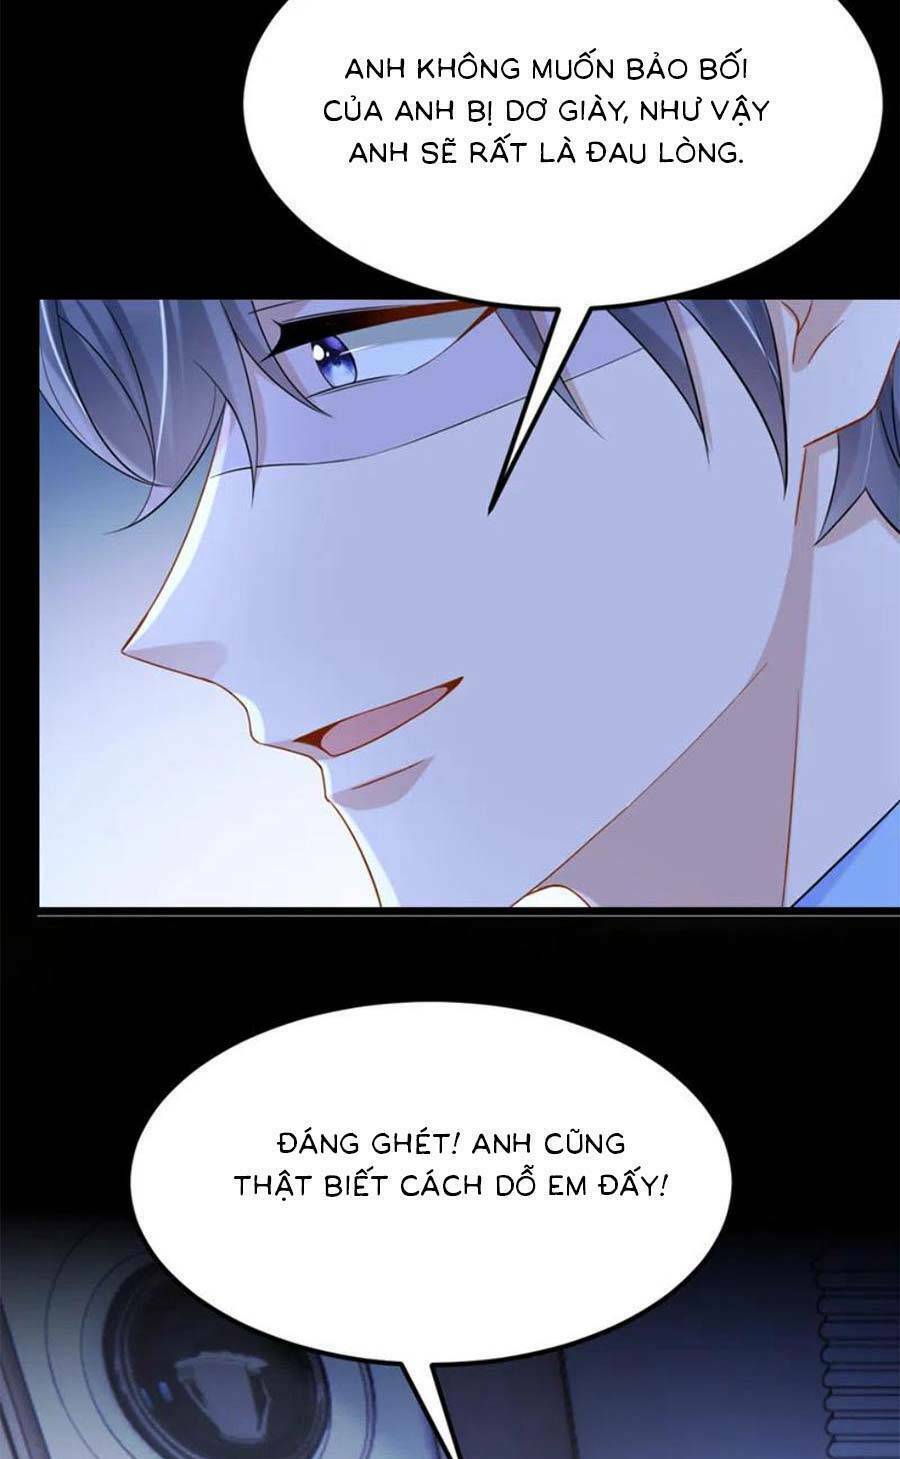 ANH KHÔNG MUỐN BẢO BỐI
CỦA ANH BỊ DƠ GIÀY, NHƯ VẬY
ANH SẼ RẤT LÀ ĐAU LÒNG.
ĐÁNG GHÉT! ANH CŨNG
THẬT BIẾT CÁCH DỖ EM ĐẤY!